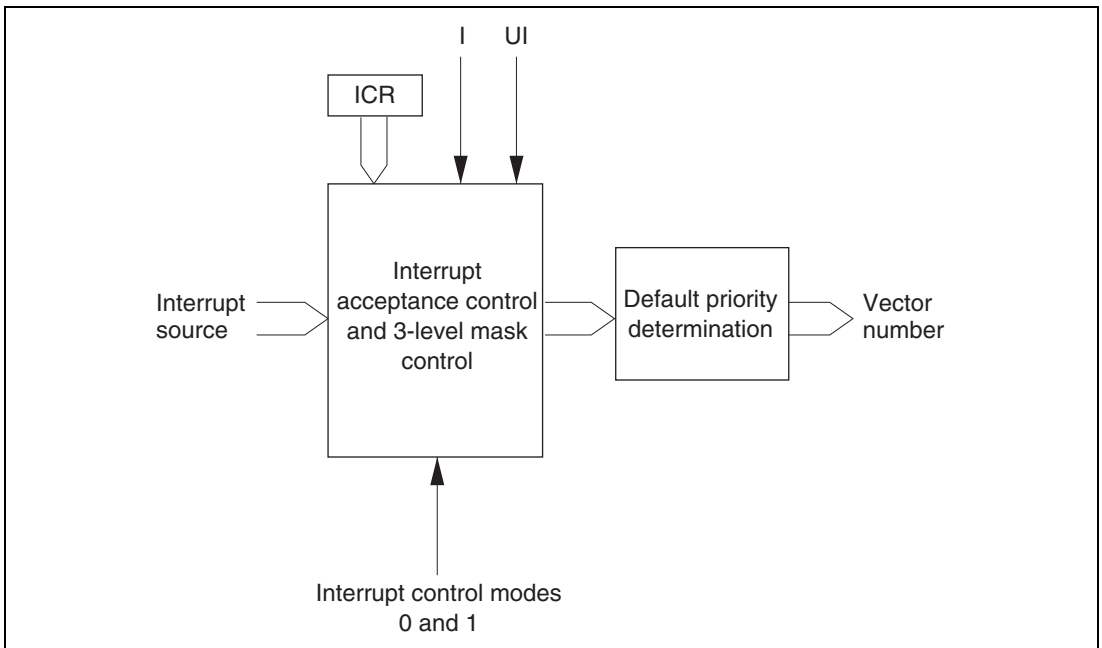 I UI
ICR
Interrupt
acceptance control
and 3-level mask
control
Interrupt
source
Default priority
determination
Vector
number
Interrupt control modes
0 and 1